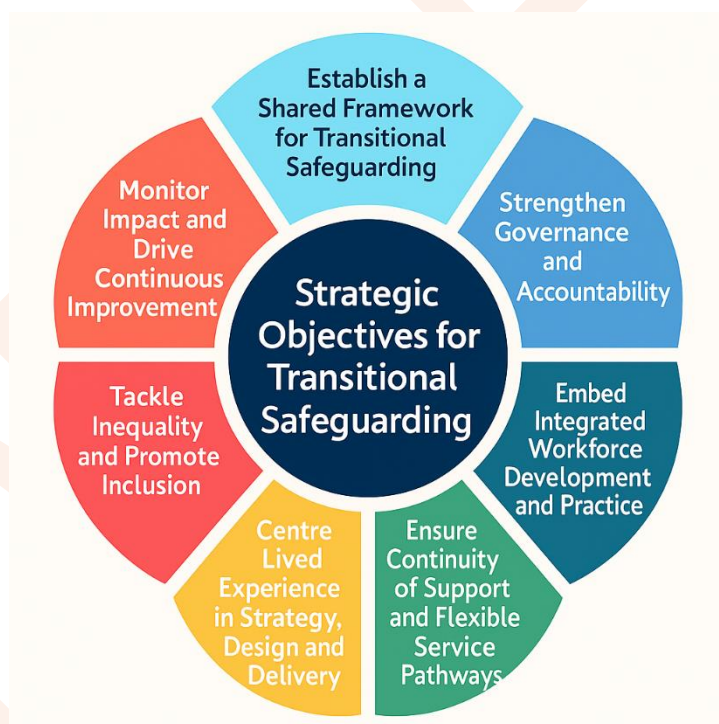 Strategic
Objectives for
Transitional
Safeguarding
Establish a
Shared Framework
for Transitional
Safeguarding
Strengthen
Governance
and
Accountability
Embed
Integrated
Workforce
Development
and Practice
Ensure
Continuity
of Support
and Flexible
Service
Pathways
Centre
Lived
Experience
in Strategy,
Design and
Delivery
Tackle
Inequality
and Promote
Inclusion
Monitor
Impact and
Drive
Continuous
Improvement